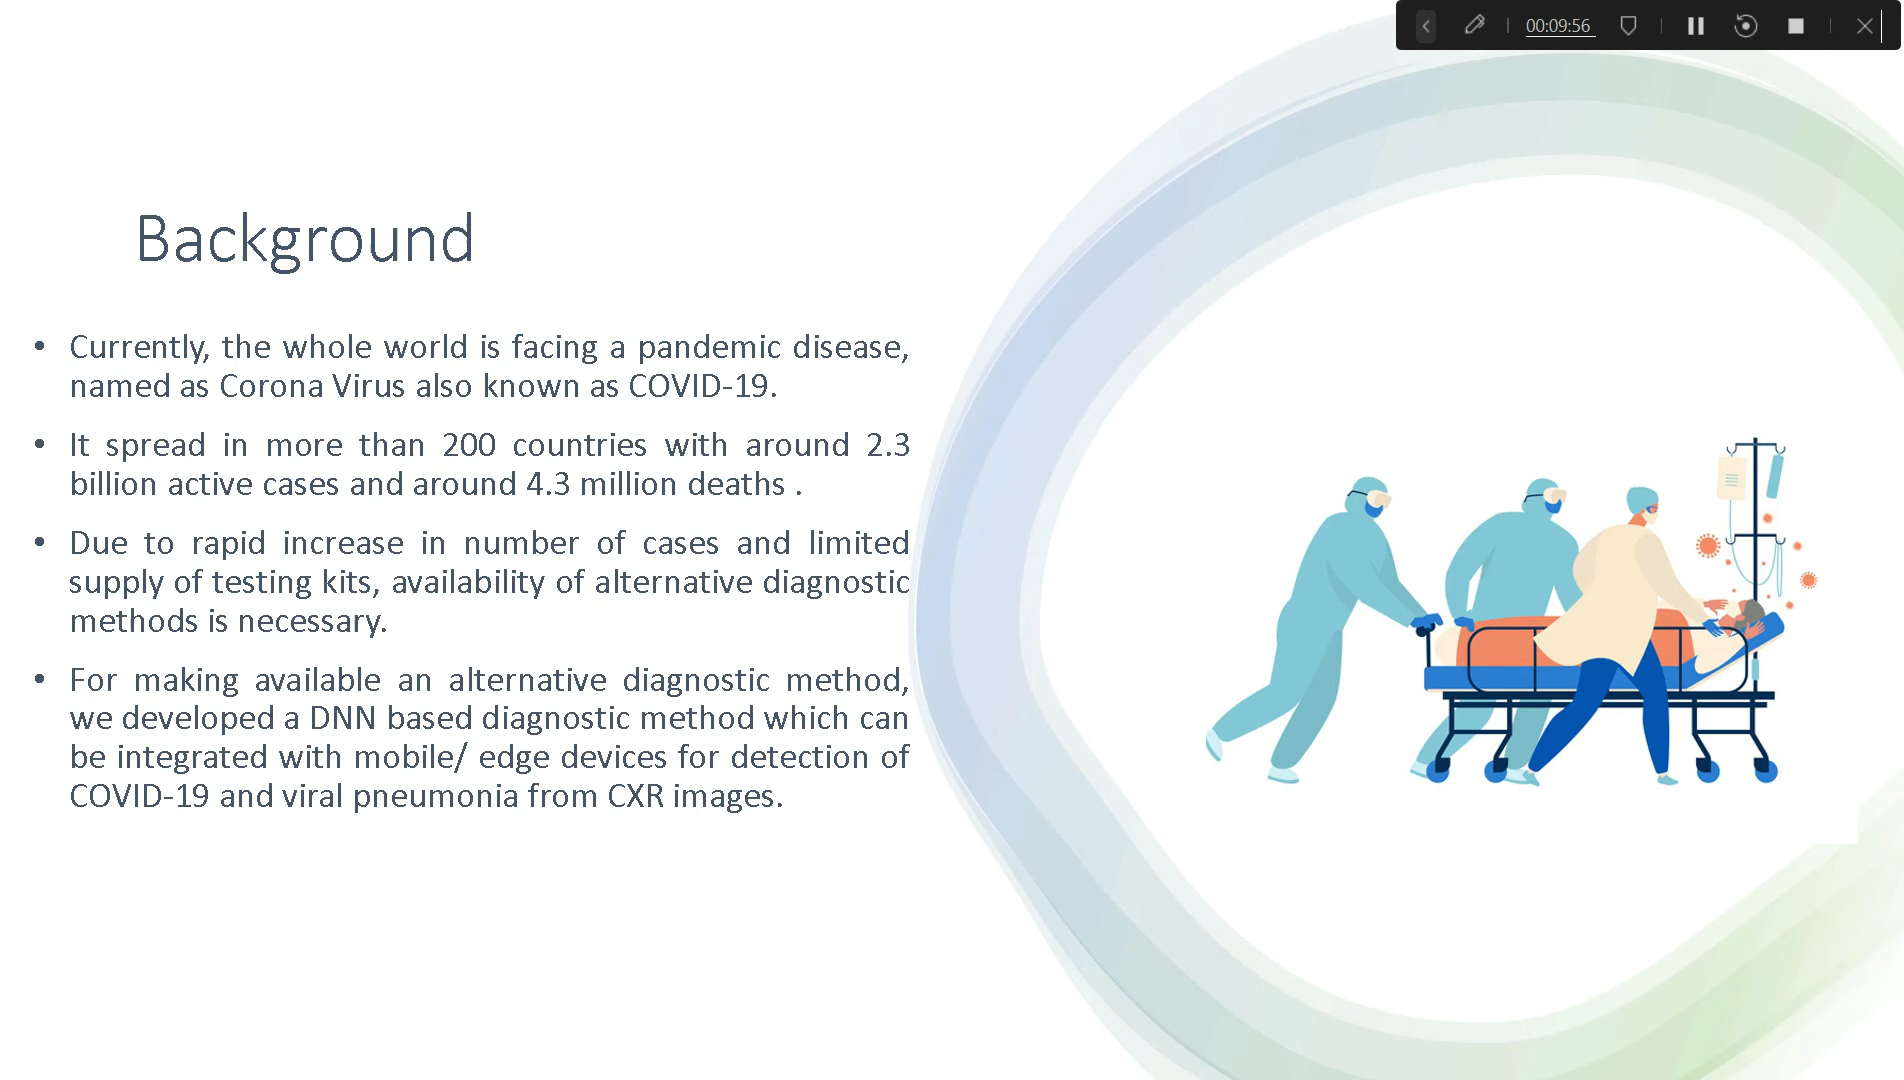 00:09:56
Background
• Currently, the whole world is facing a pandemic disease,
named as Corona Virus also known as COVID-19.
• It spread in more than 200 countries with around 2.3
billion active cases and around 4.3 million deaths .
• Due to rapid increase in number of cases and limited
supply of testing kits, availability of alternative diagnostic
methods is necessary.
• For making available an alternative diagnostic method,
we developed a DNN based diagnostic method which can
be integrated with mobile/ edge devices for detection of
COVID-19 and viral pneumonia from CXR images.